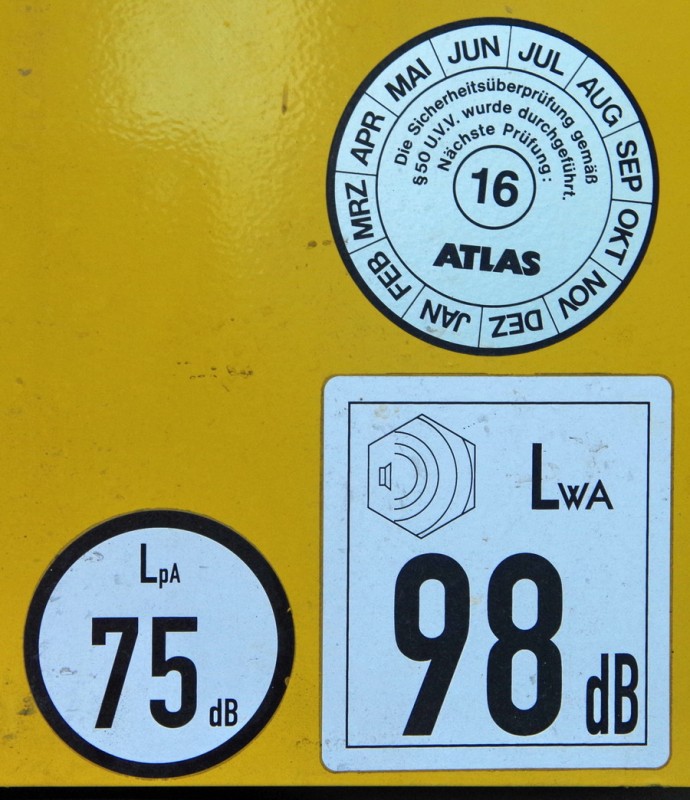 JAN FEB MRZ APR MAI JUN JUL AUG SEP OKT NOV DEZ
Die Sicherheitsüberprüfung gemäß
§ 50 U.V.V. wurde durchgeführt.
Nächste Prüfung:
16
ATLAS
LWA
98 dB
LpA
75 dB